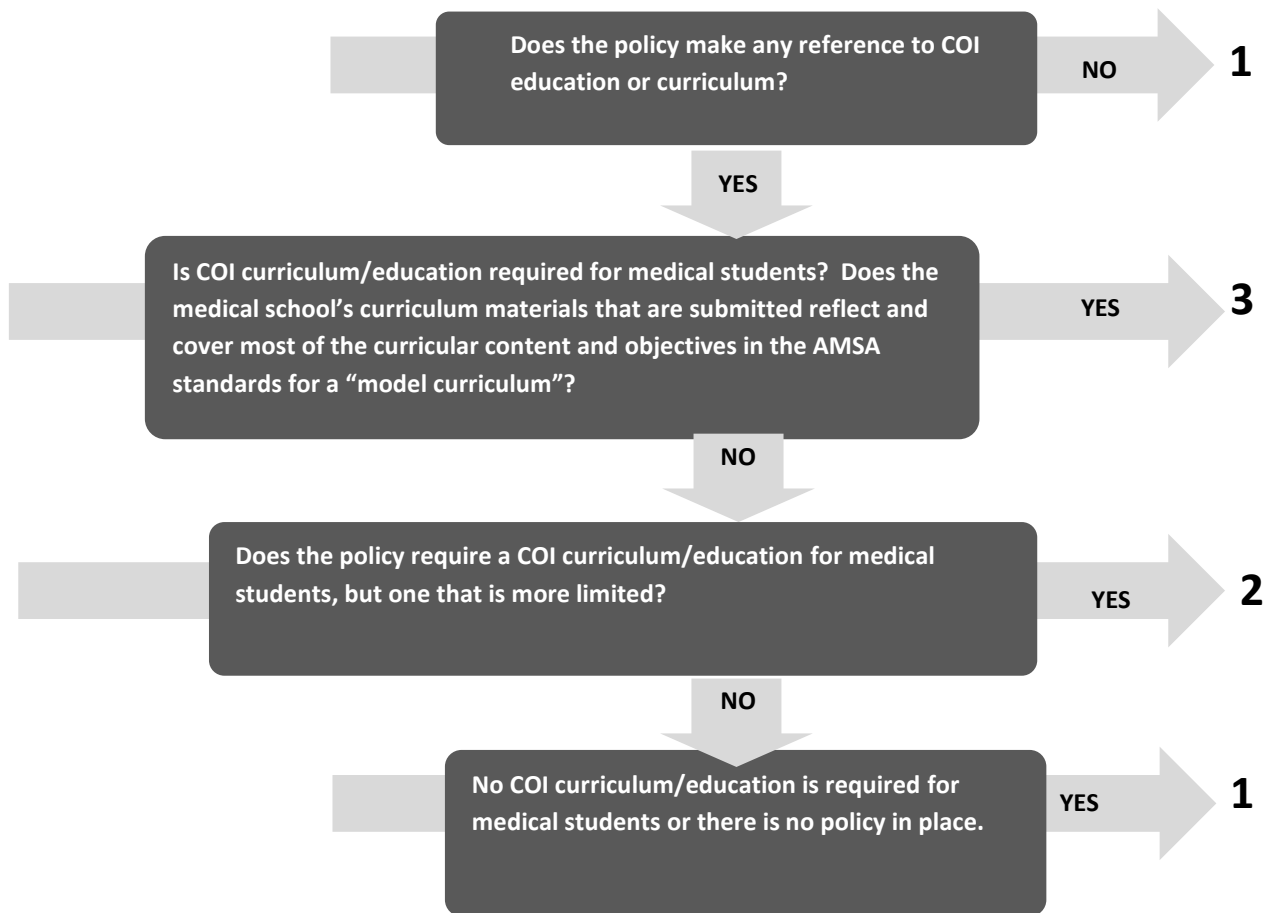 Does the policy make any reference to COI
education or curriculum?
NO
1
YES
Is COI curriculum/education required for medical students?  Does the
medical school’s curriculum materials that are submitted reflect and
cover most of the curricular content and objectives in the AMSA
standards for a “model curriculum”?
YES
3
NO
Does the policy require a COI curriculum/education for medical
students, but one that is more limited?
YES
2
NO
No COI curriculum/education is required for
medical students or there is no policy in place.
YES
1